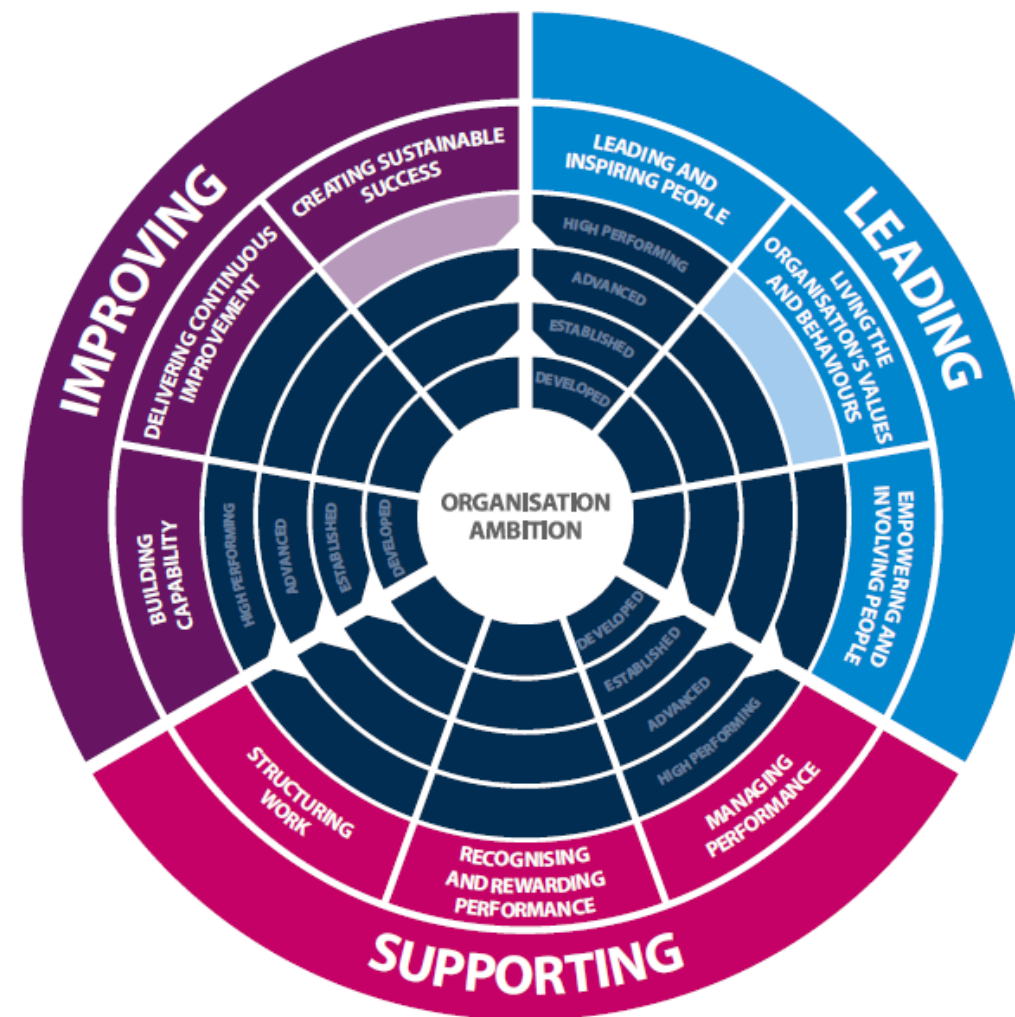 IMPROVING
LEADING
SUPPORTING
CREATING SUSTAINABLE
SUCCESS
LEADING AND
INSPIRING PEOPLE
LIVING THE
ORGANISATION'S VALUES
AND BEHAVIOURS
EMPOWERING AND
INVOLVING PEOPLE
MANAGING
PERFORMANCE
RECOGNISING
AND REWARDING
PERFORMANCE
STRUCTURING
WORK
BUILDING
CAPABILITY
DELIVERING CONTINUOUS
IMPROVEMENT
HIGH PERFORMING
ADVANCED
ESTABLISHED
DEVELOPED
DEVELOPED
ESTABLISHED
ADVANCED
HIGH PERFORMING
HIGH PERFORMING
ADVANCED
ESTABLISHED
DEVELOPED
ORGANISATION
AMBITION